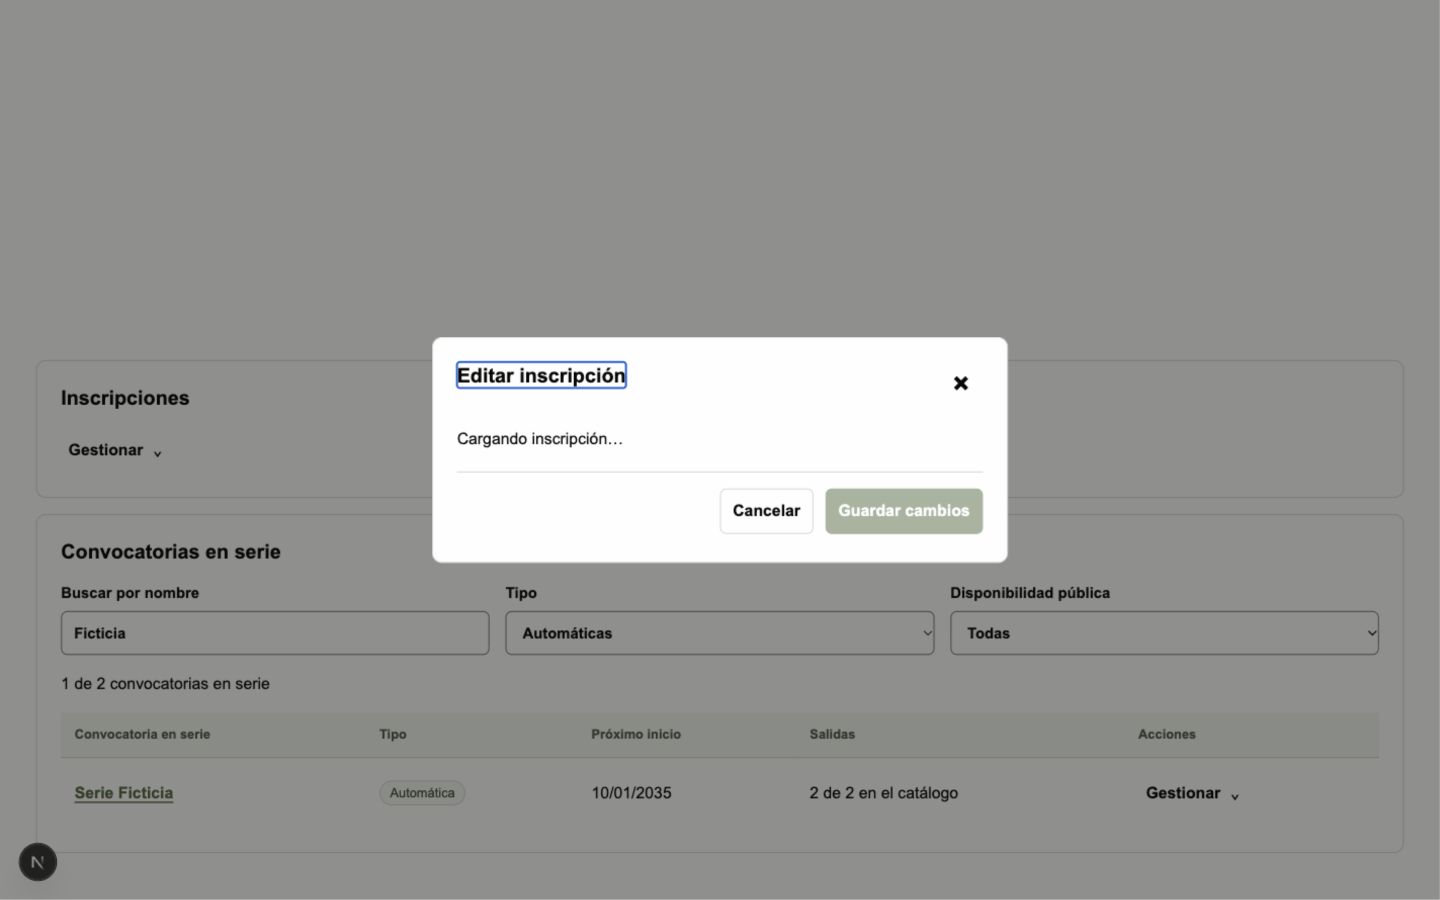 Editar inscripción
✖
Cargando inscripción…
Cancelar
Guardar cambios
Inscripciones
Gestionar
Convocatorias en serie
Buscar por nombre
Tipo
Disponibilidad pública
Ficticia
Automáticas
Todas
1 de 2 convocatorias en serie
Convocatoria en serie
Tipo
Próximo inicio
Salidas
Acciones
Serie Ficticia
Automática
10/01/2035
2 de 2 en el catálogo
Gestionar
N